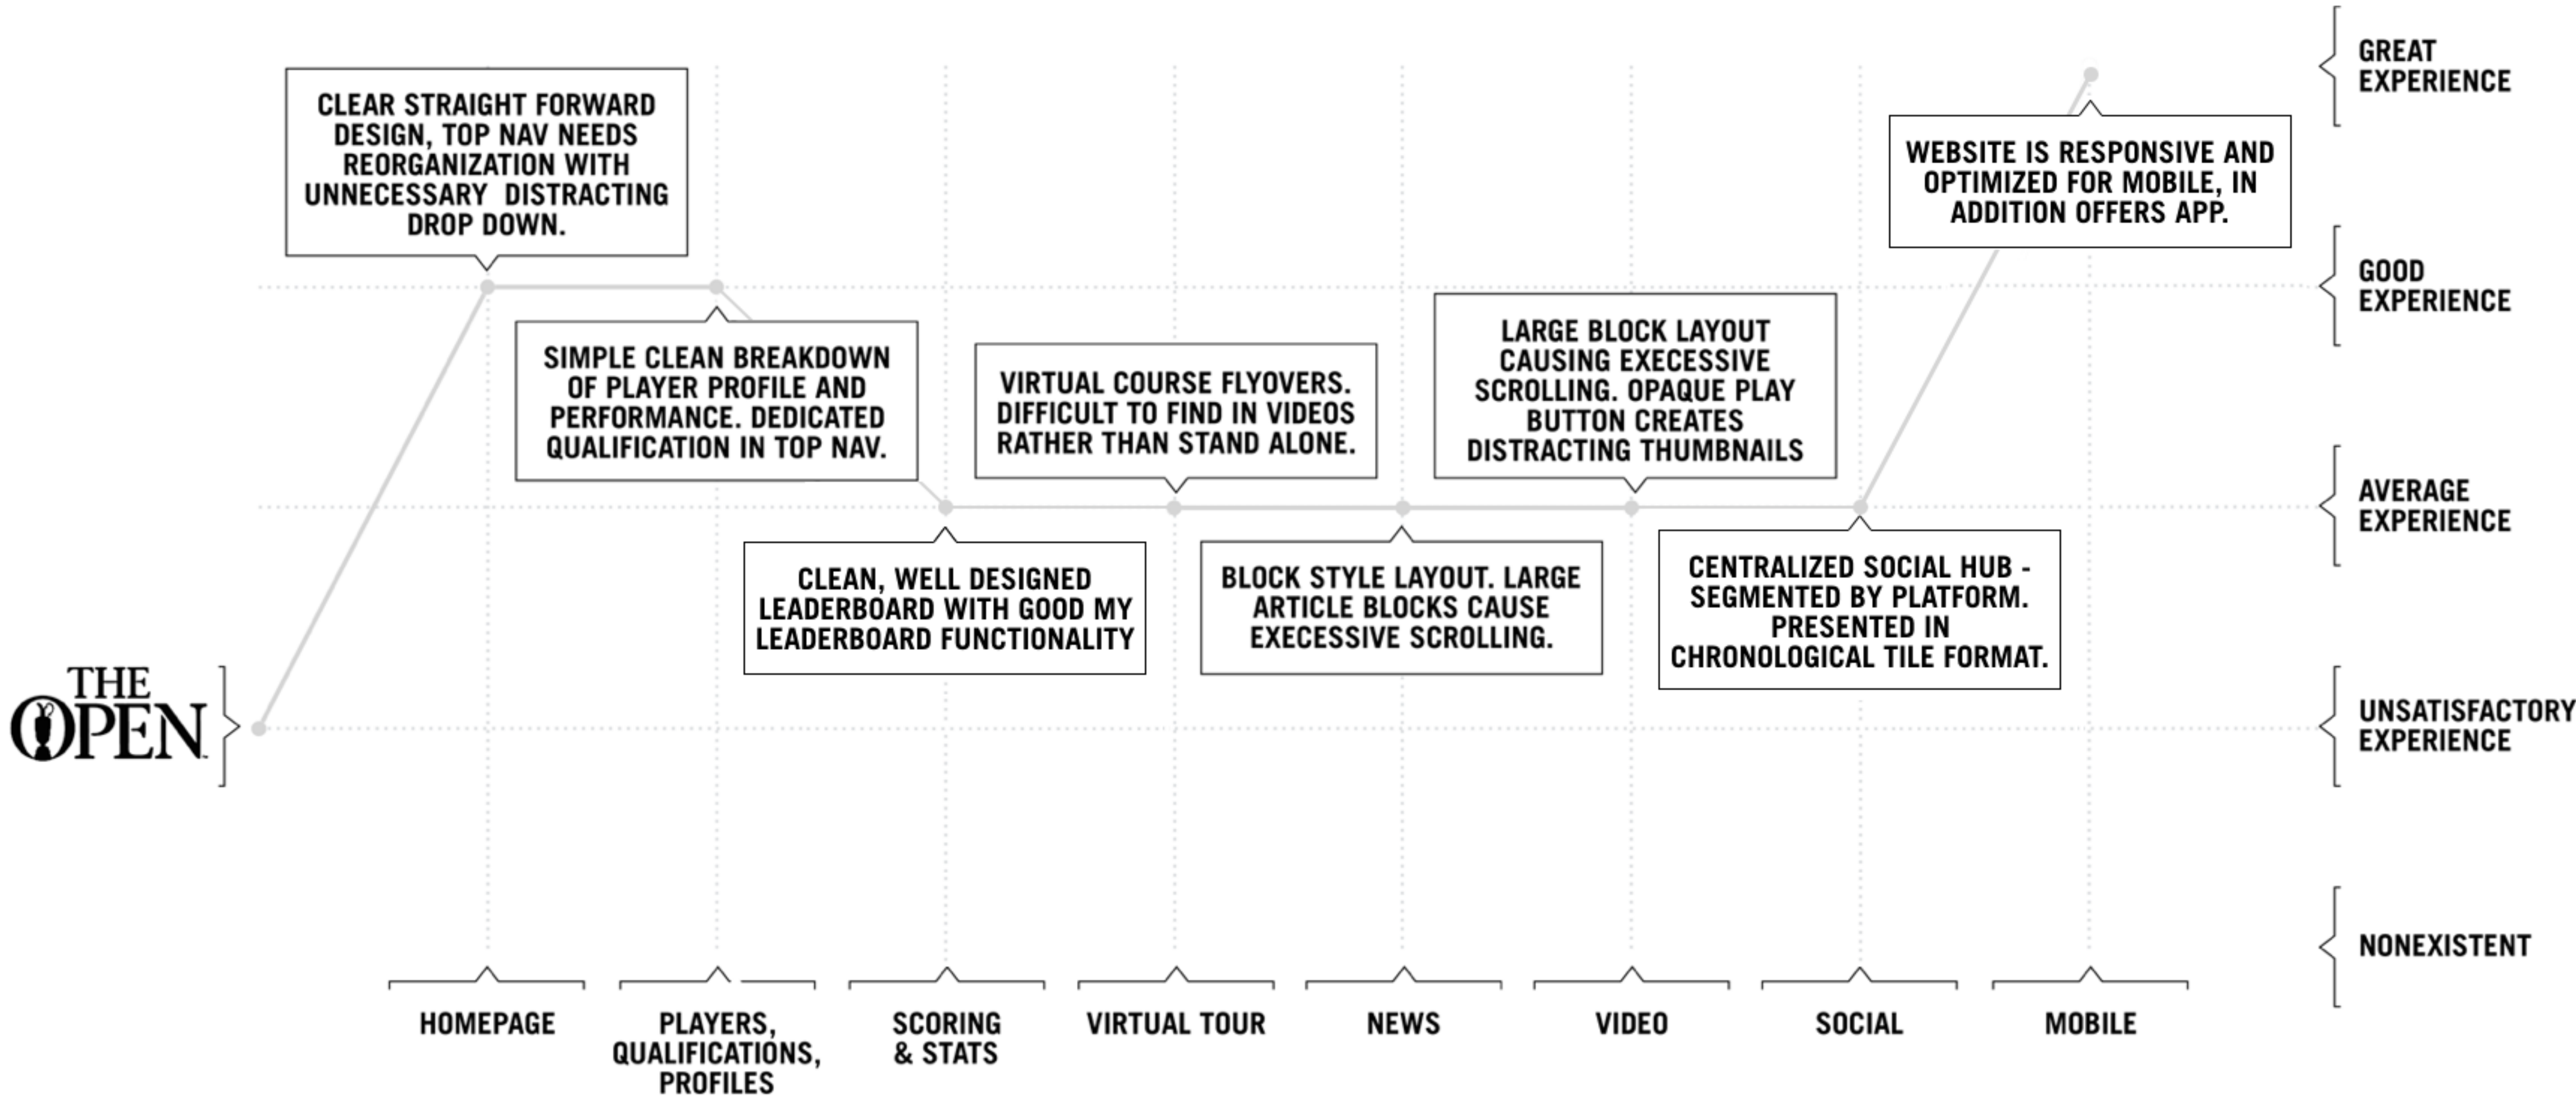 CLEAR STRAIGHT FORWARD
DESIGN, TOP NAV NEEDS
REORGANIZATION WITH
UNNECESSARY DISTRACTING
DROP DOWN.
SIMPLE CLEAN BREAKDOWN
OF PLAYER PROFILE AND
PERFORMANCE. DEDICATED
QUALIFICATION IN TOP NAV.
CLEAN, WELL DESIGNED
LEADERBOARD WITH GOOD MY
LEADERBOARD FUNCTIONALITY
VIRTUAL COURSE FLYOVERS.
DIFFICULT TO FIND IN VIDEOS
RATHER THAN STAND ALONE.
BLOCK STYLE LAYOUT. LARGE
ARTICLE BLOCKS CAUSE
EXECESSIVE SCROLLING.
LARGE BLOCK LAYOUT
CAUSING EXECESSIVE
SCROLLING. OPAQUE PLAY
BUTTON CREATES
DISTRACTING THUMBNAILS
CENTRALIZED SOCIAL HUB -
SEGMENTED BY PLATFORM.
PRESENTED IN
CHRONOLOGICAL TILE FORMAT.
WEBSITE IS RESPONSIVE AND
OPTIMIZED FOR MOBILE, IN
ADDITION OFFERS APP.
GREAT
EXPERIENCE
GOOD
EXPERIENCE
AVERAGE
EXPERIENCE
UNSATISFACTORY
EXPERIENCE
NONEXISTENT
THE
OPEN
HOMEPAGE
PLAYERS,
QUALIFICATIONS,
PROFILES
SCORING
& STATS
VIRTUAL TOUR
NEWS
VIDEO
SOCIAL
MOBILE